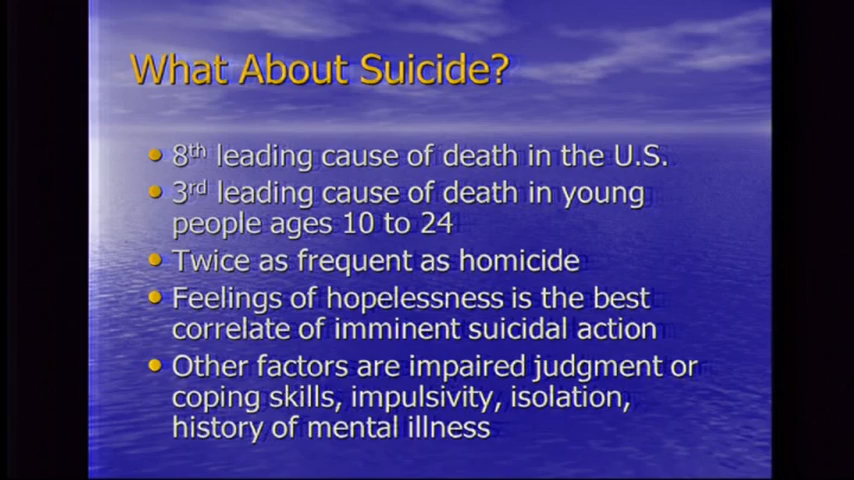 What About Suicide?
• 8th leading cause of death in the U.S.
• 3rd leading cause of death in young
people ages 10 to 24
• Twice as frequent as homicide
• Feelings of hopelessness is the best
correlate of imminent suicidal action
• Other factors are impaired judgment or
coping skills, impulsivity, isolation,
history of mental illness